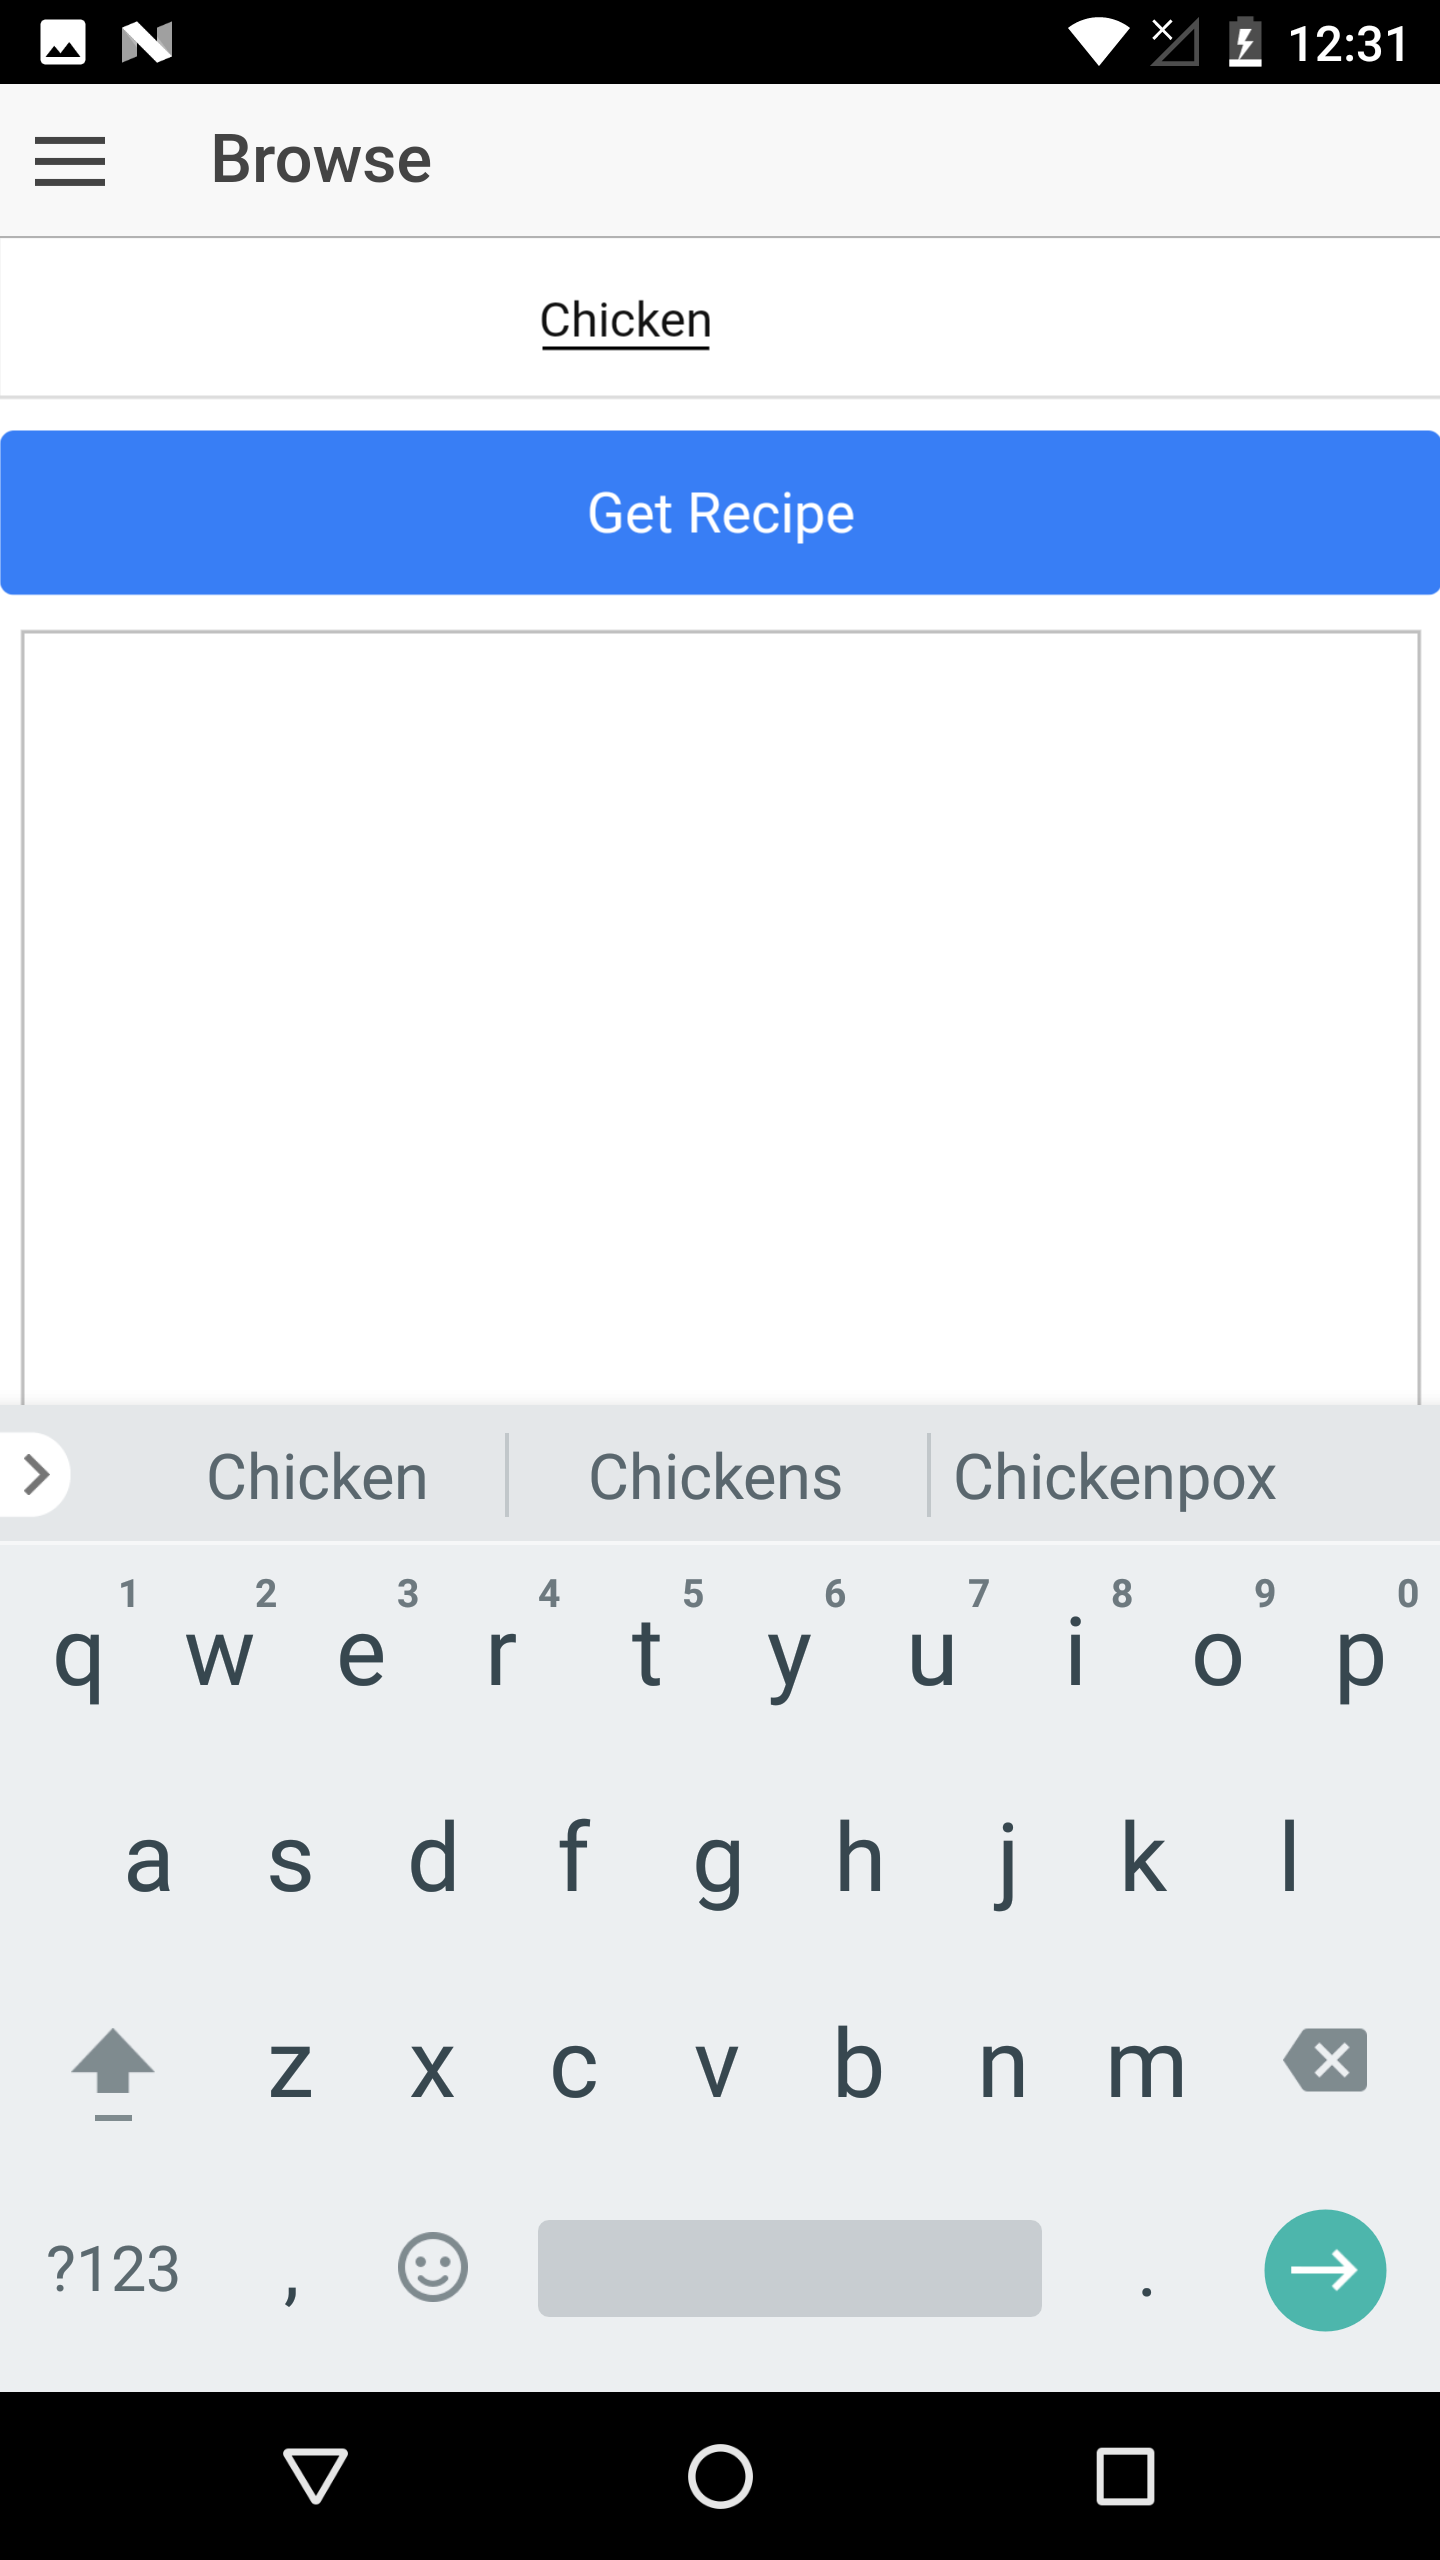 12:31
Browse
Chicken
Get Recipe
Chicken Chickens Chickenpox
1 2 3 4 5 6 7 8 9 0
q w e r t y u i o p
a s d f g h j k l
z x c v b n m
?123 , .